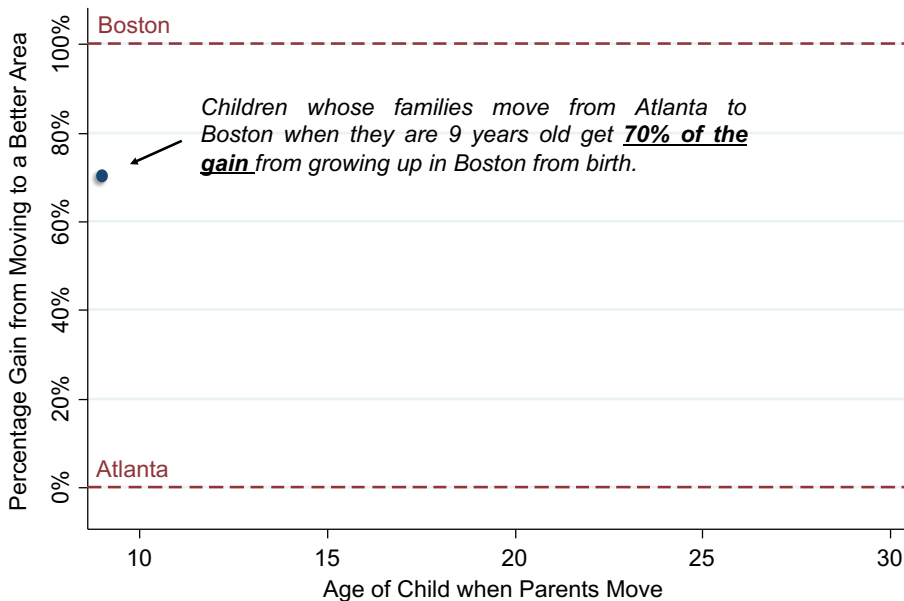 Boston
100%
80%
60%
40%
20%
0%
Percentage Gain from Moving to a Better Area
Children whose families move from Atlanta to
Boston when they are 9 years old get 70% of the
gain from growing up in Boston from birth.
Atlanta
10 15 20 25 30
Age of Child when Parents Move